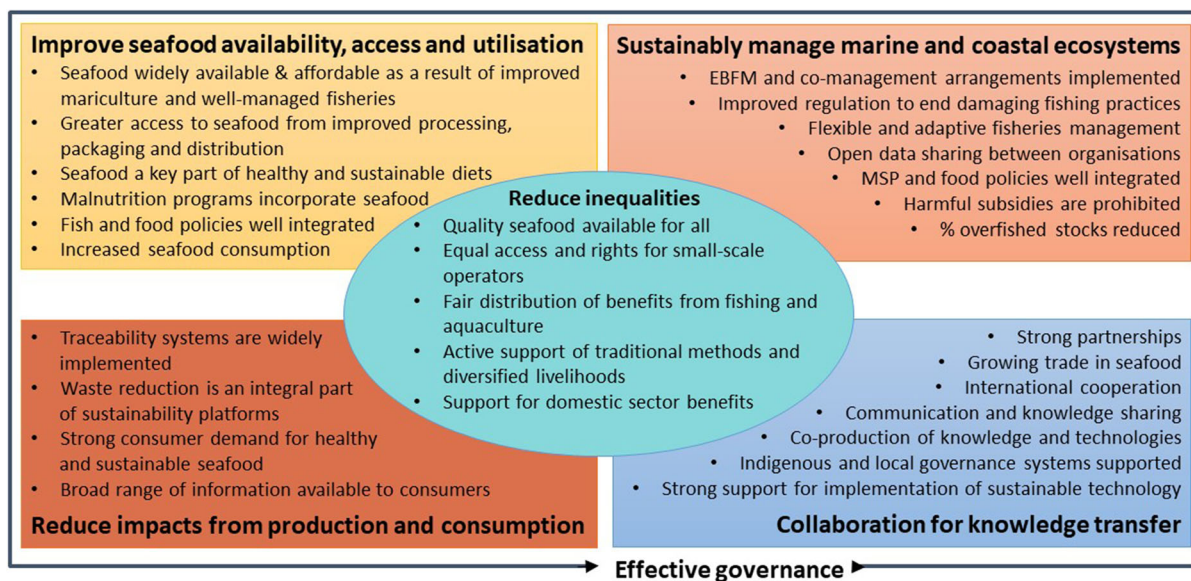 Improve seafood availability, access and utilisation
• Seafood widely available & affordable as a result of improved
mariculture and well-managed fisheries
• Greater access to seafood from improved processing,
packaging and distribution
• Seafood a key part of healthy and sustainable diets
• Malnutrition programs incorporate seafood
• Fish and food policies well integrated
• Increased seafood consumption
Sustainably manage marine and coastal ecosystems
• EBFM and co-management arrangements implemented
• Improved regulation to end damaging fishing practices
• Flexible and adaptive fisheries management
• Open data sharing between organisations
• MSP and food policies well integrated
• Harmful subsidies are prohibited
• % overfished stocks reduced
Reduce inequalities
• Quality seafood available for all
• Equal access and rights for small-scale
operators
• Fair distribution of benefits from fishing and
aquaculture
• Active support of traditional methods and
diversified livelihoods
• Support for domestic sector benefits
• Traceability systems are widely
implemented
• Waste reduction is an integral part
of sustainability platforms
• Strong consumer demand for healthy
and sustainable seafood
• Broad range of information available to consumers
Reduce impacts from production and consumption
• Strong partnerships
• Growing trade in seafood
• International cooperation
• Communication and knowledge sharing
• Co-production of knowledge and technologies
• Indigenous and local governance systems supported
• Strong support for implementation of sustainable technology
Collaboration for knowledge transfer
Effective governance